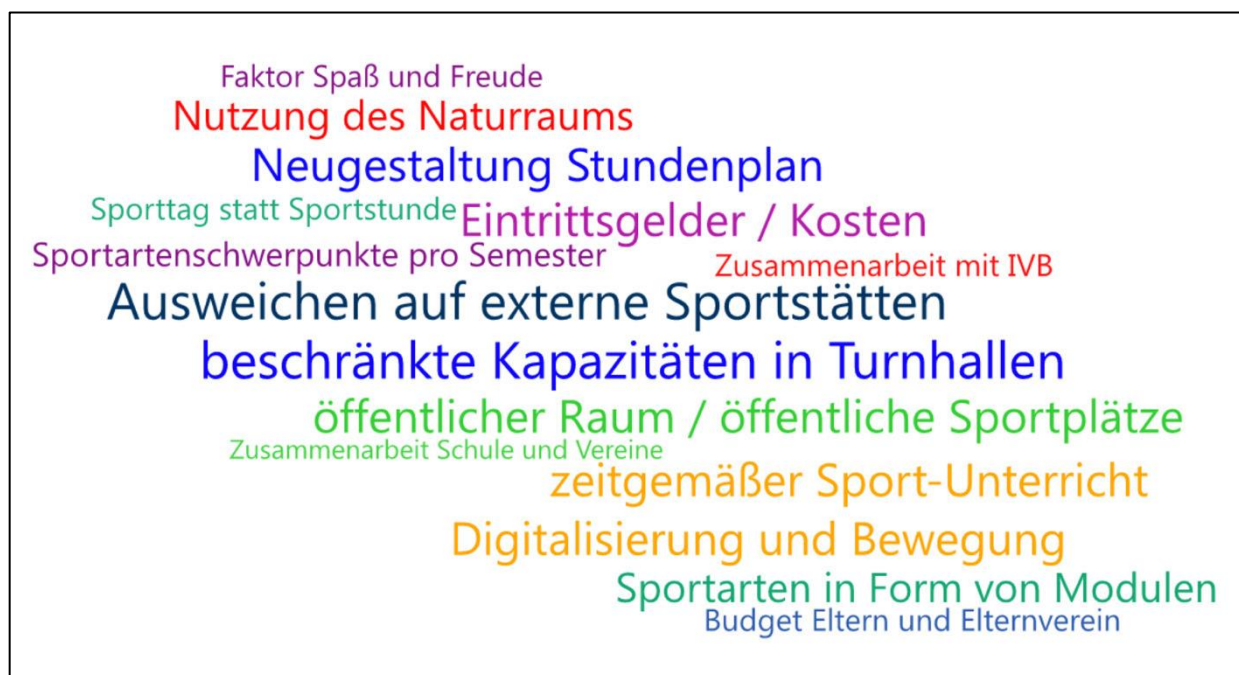 Faktor Spaß und Freude
Nutzung des Naturraums
Neugestaltung Stundenplan
Sporttag statt Sportstunde
Eintrittsgelder / Kosten
Sportartenschwerpunkte pro Semester
Zusammenarbeit mit IVB
Ausweichen auf externe Sportstätten
beschränkte Kapazitäten in Turnhallen
öffentlicher Raum / öffentliche Sportplätze
Zusammenarbeit Schule und Vereine
zeitgemäßer Sport-Unterricht
Digitalisierung und Bewegung
Sportarten in Form von Modulen
Budget Eltern und Elternverein